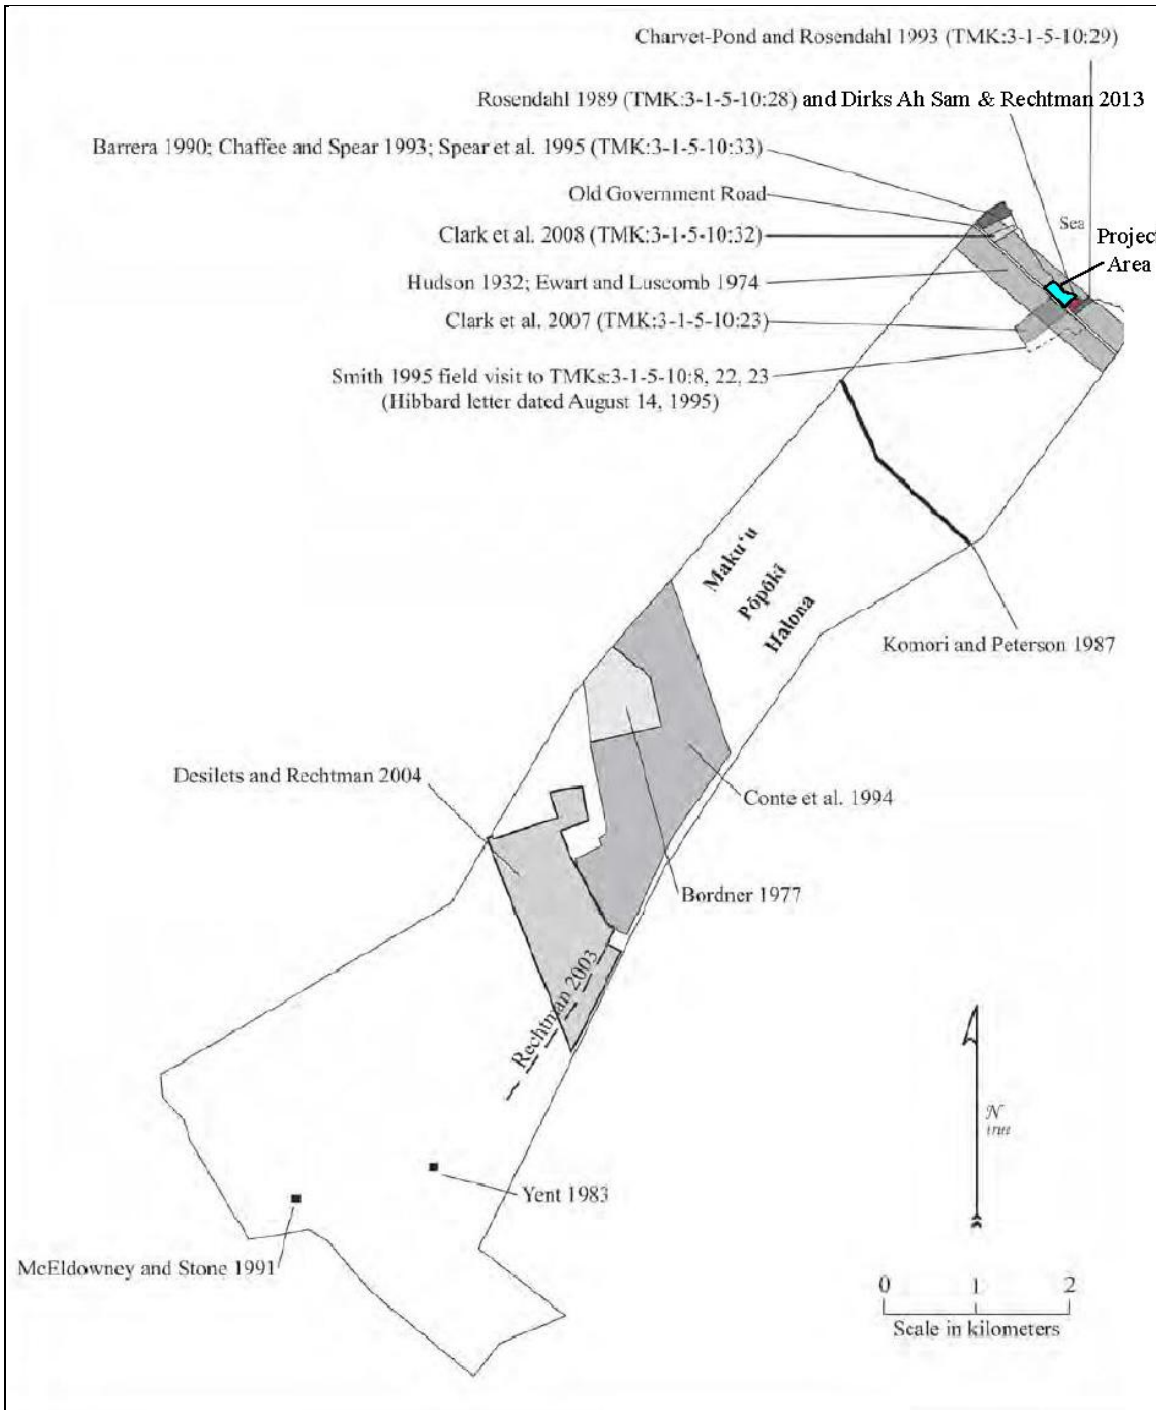 Charvet-Pond and Rosendahl 1993 (TMK:3-1-5-10:29)
Rosendahl 1989 (TMK:3-1-5-10:28) and Dirks Ah Sam & Rechtman 2013
Barrera 1990; Chaffee and Spear 1993; Spear et al. 1995 (TMK:3-1-5-10:33)
Old Government Road
Sea
Clark et al. 2008 (TMK:3-1-5-10:32)
Project
Area
Hudson 1932; Ewart and Luscomb 1974
Clark et al. 2007 (TMK:3-1-5-10:23)
Smith 1995 field visit to TMKs:3-1-5-10:8, 22, 23
(Hibbard letter dated August 14, 1995)
Makuʻu
Pōpōkī
Halona
Komori and Peterson 1987
Desilets and Rechtman 2004
Conte et al. 1994
Bordner 1977
Rechtman 2003
N
true
Yent 1983
McEldowney and Stone 1991
0 1 2
Scale in kilometers